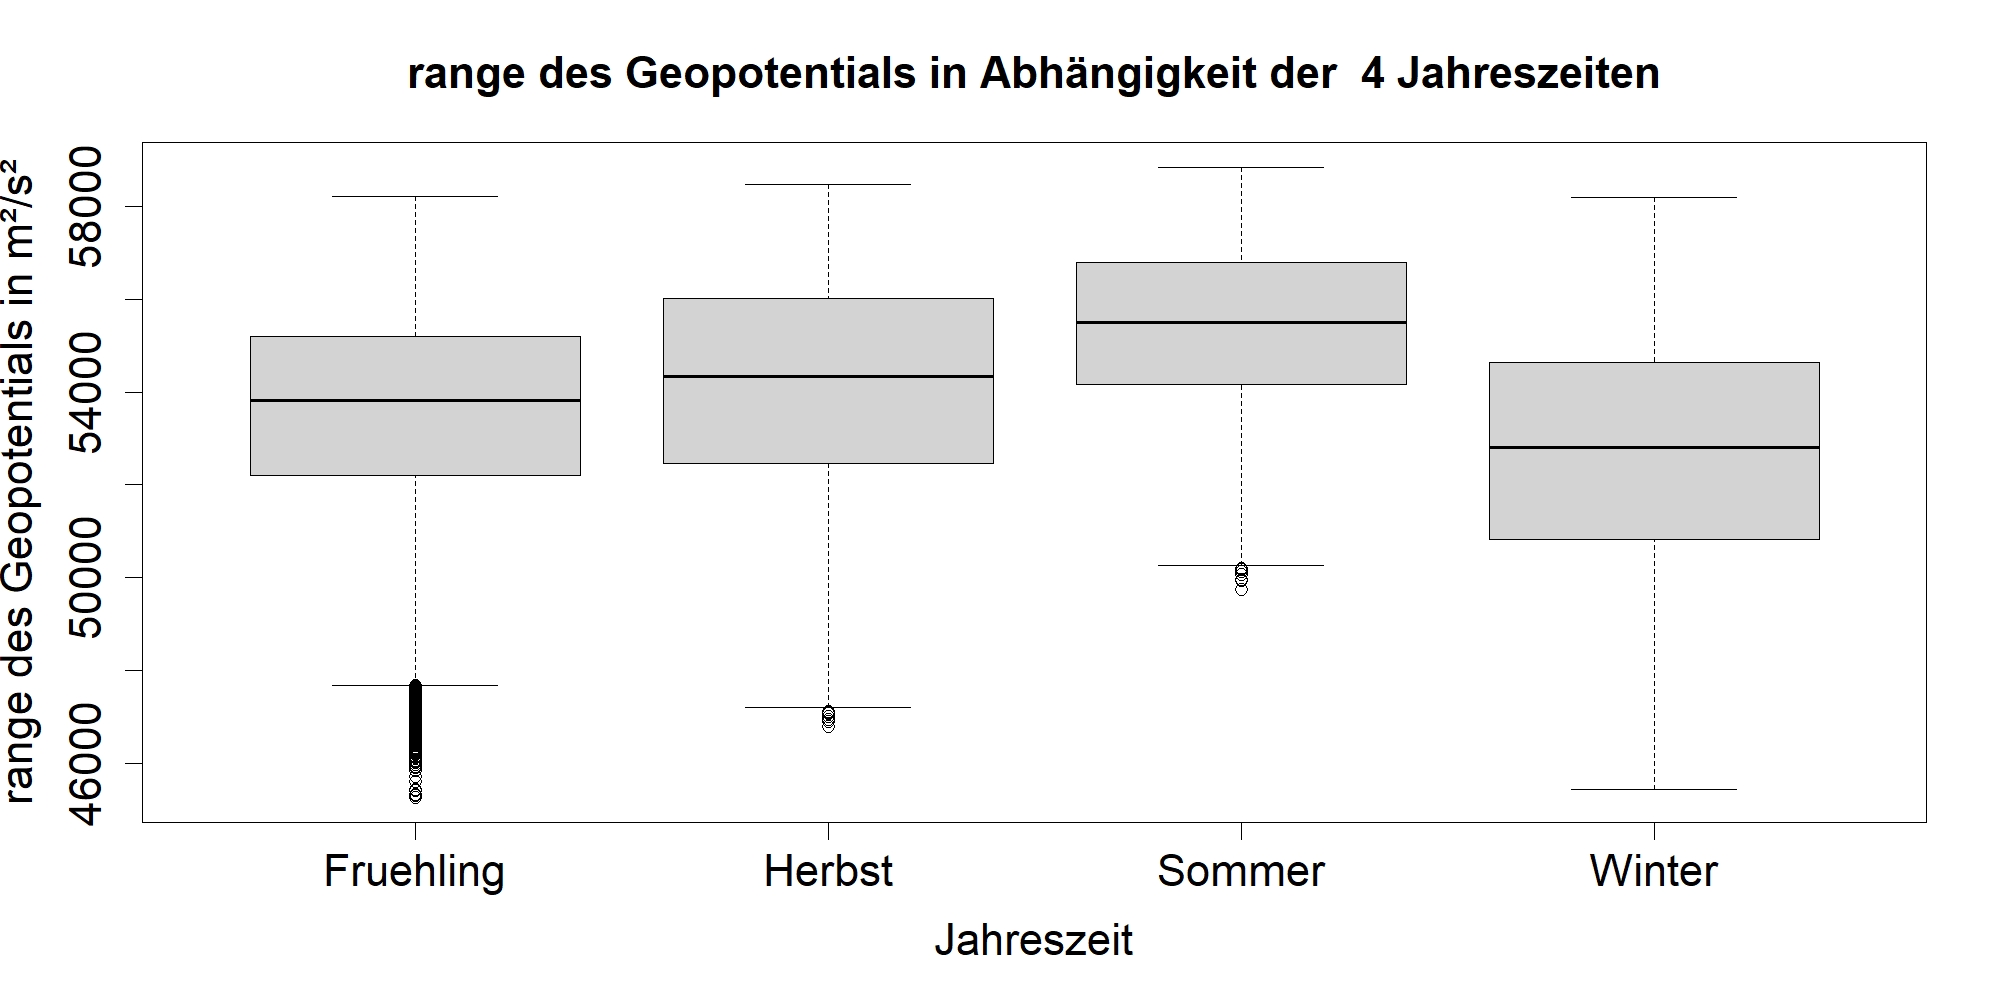 range des Geopotentials in Abhängigkeit der  4 Jahreszeiten
range des Geopotentials in m²/s²
58000
54000
50000
46000
Fruehling
Herbst
Sommer
Winter
Jahreszeit